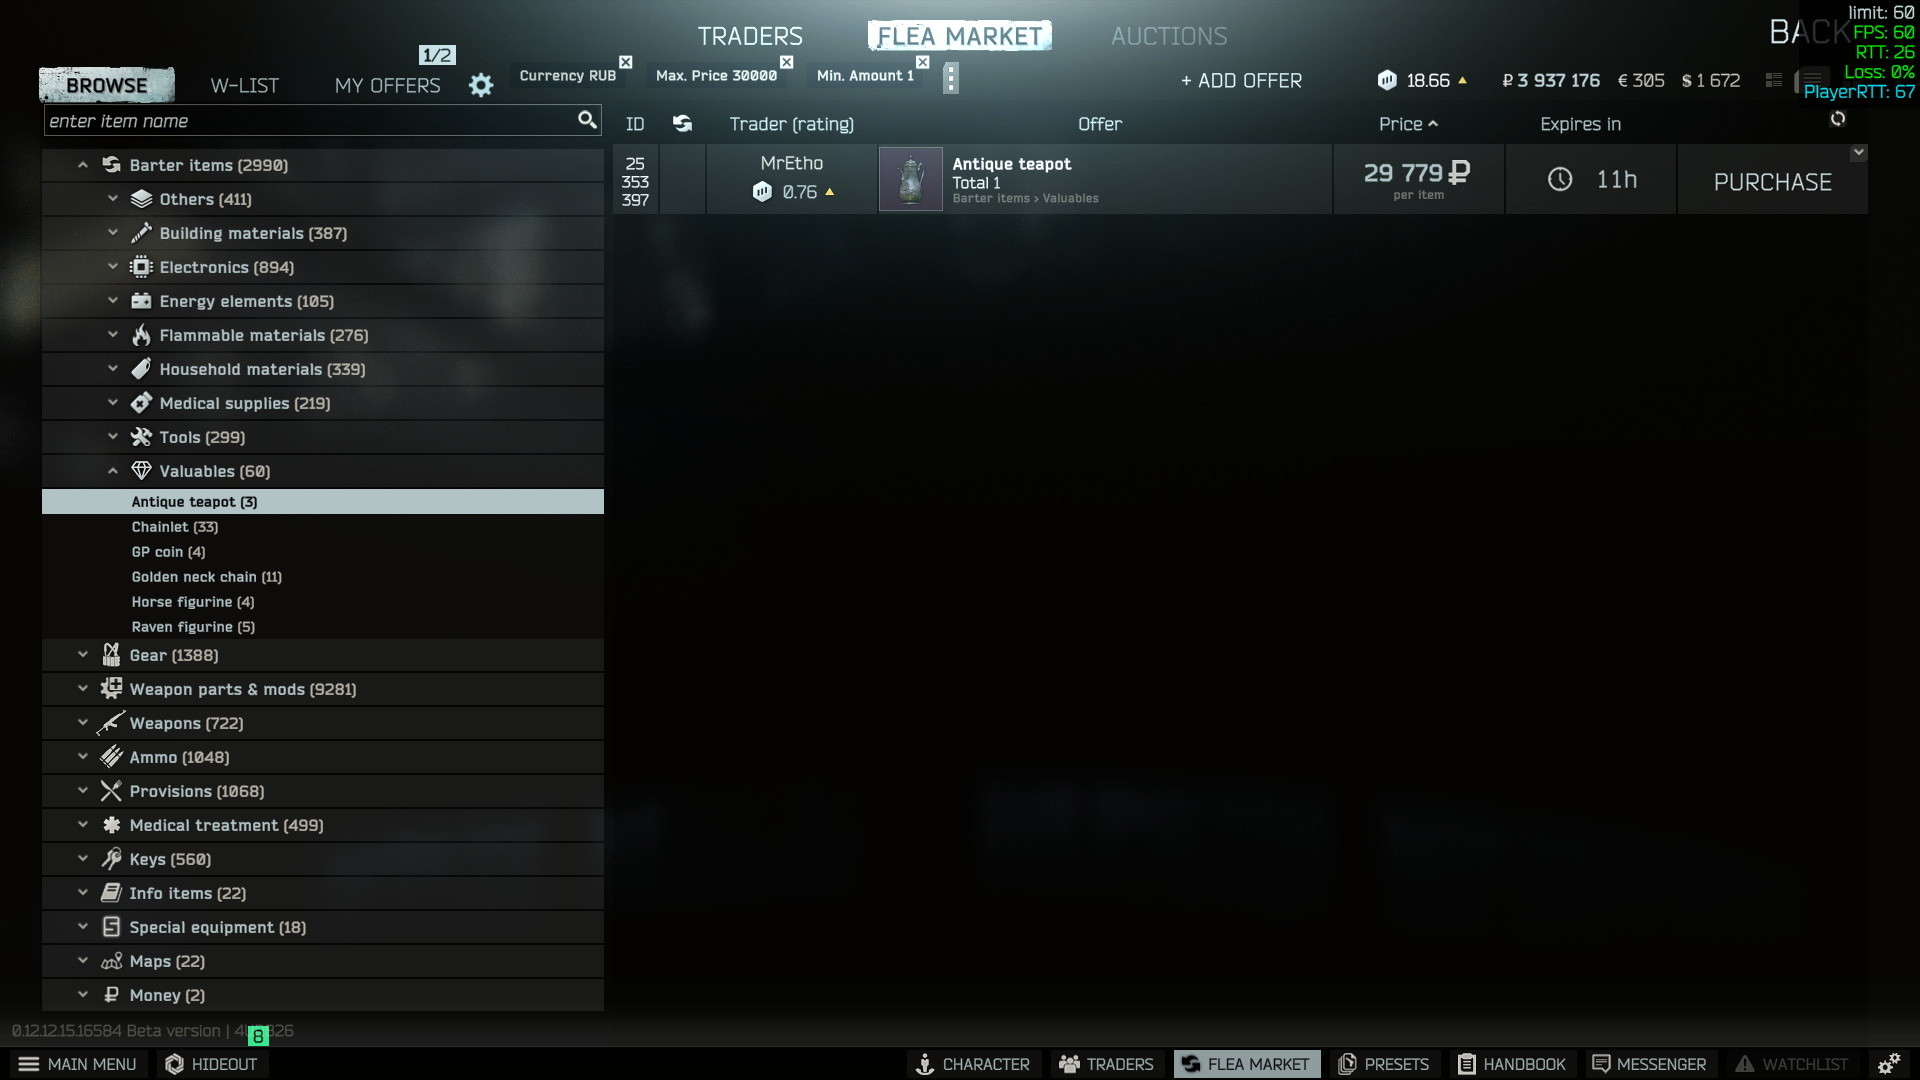 limit: 60
FPS: 60
RTT: 26
Loss: 0%
PlayerRTT: 67
TRADERS
FLEA MARKET
AUCTIONS
BACK
BROWSE
W-LIST
MY OFFERS
1/2
Currency RUB
Max. Price 30000
Min. Amount 1
+ ADD OFFER
18.66
₽ 3 937 176
€ 305
$ 1 672
enter item name
ID
Trader (rating)
Offer
Price
Expires in
25
353
397
MrEtho
0.76
Antique teapot
Total 1
Barter items > Valuables
29 779 ₽
per item
11h
PURCHASE
Barter items (2990)
Others (411)
Building materials (387)
Electronics (894)
Energy elements (105)
Flammable materials (276)
Household materials (339)
Medical supplies (219)
Tools (299)
Valuables (60)
Antique teapot (3)
Chainlet (33)
GP coin (4)
Golden neck chain (11)
Horse figurine (4)
Raven figurine (5)
Gear (1388)
Weapon parts & mods (9281)
Weapons (722)
Ammo (1048)
Provisions (1068)
Medical treatment (499)
Keys (560)
Info items (22)
Special equipment (18)
Maps (22)
Money (2)
0.12.12.15.16584 Beta version |
8
MAIN MENU
HIDEOUT
CHARACTER
TRADERS
FLEA MARKET
PRESETS
HANDBOOK
MESSENGER
WATCHLIST